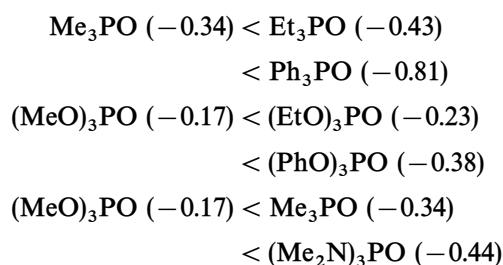 Me₃PO (−0.34) < Et₃PO (−0.43)
< Ph₃PO (−0.81)
(MeO)₃PO (−0.17) < (EtO)₃PO (−0.23)
< (PhO)₃PO (−0.38)
(MeO)₃PO (−0.17) < Me₃PO (−0.34)
< (Me₂N)₃PO (−0.44)